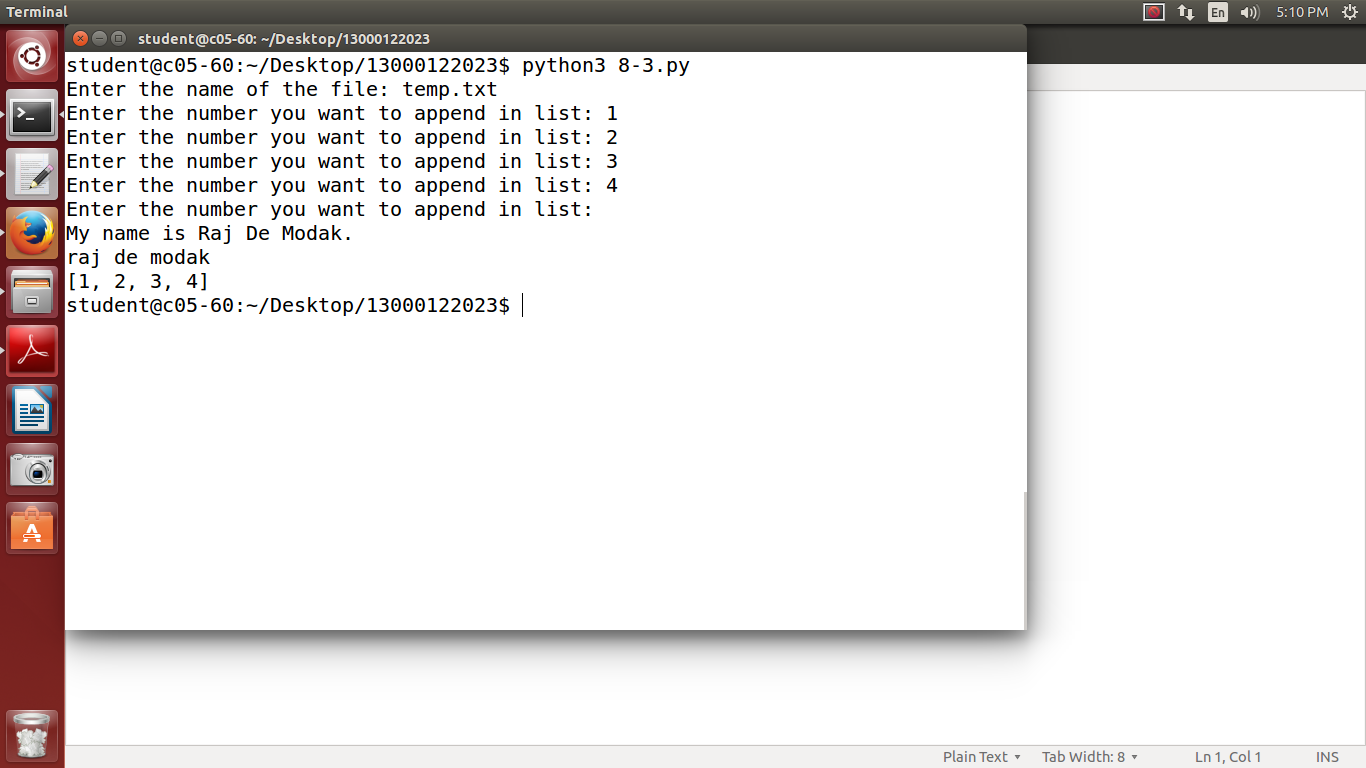 Terminal
En
5:10 PM
student@c05-60: ~/Desktop/13000122023
student@c05-60:~/Desktop/13000122023$ python3 8-3.py
Enter the name of the file: temp.txt
Enter the number you want to append in list: 1
Enter the number you want to append in list: 2
Enter the number you want to append in list: 3
Enter the number you want to append in list: 4
Enter the number you want to append in list:
My name is Raj De Modak.
raj de modak
[1, 2, 3, 4]
student@c05-60:~/Desktop/13000122023$
Plain Text
Tab Width: 8
Ln 1, Col 1
INS